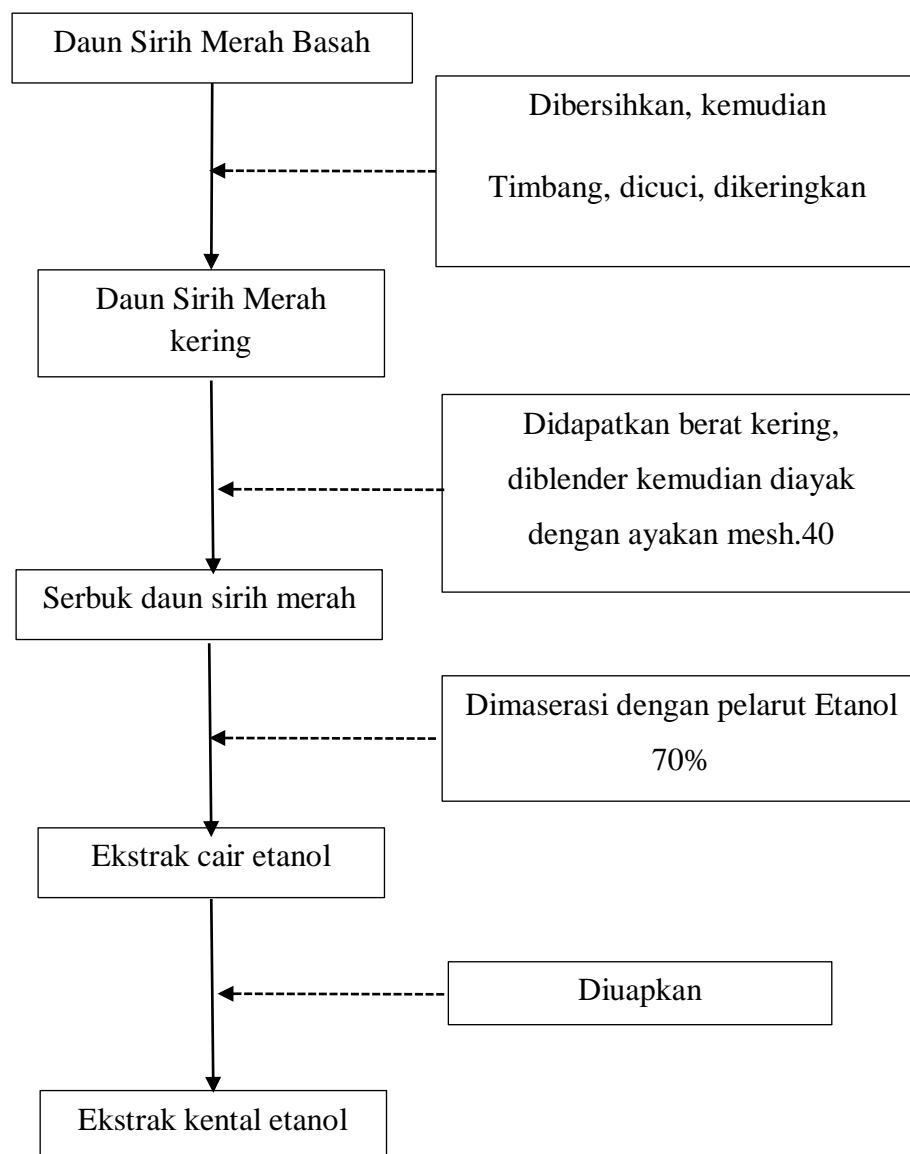 Daun Sirih Merah Basah
Dibersihkan, kemudian
Timbang, dicuci, dikeringkan
Daun Sirih Merah
kering
Didapatkan berat kering,
diblender kemudian diayak
dengan ayakan mesh.40
Serbuk daun sirih merah
Dimaserasi dengan pelarut Etanol
70%
Ekstrak cair etanol
Diuapkan
Ekstrak kental etanol